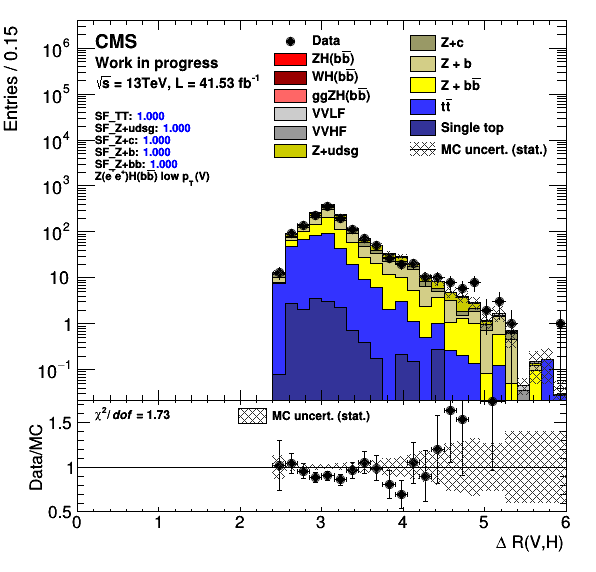 Entries / 0.15
10⁶
10⁵
10⁴
10³
10²
10
1
10⁻¹
CMS
Work in progress
√s = 13TeV, L = 41.53 fb⁻¹
SF_TT: 1.000
SF_Z+udsg: 1.000
SF_Z+c: 1.000
SF_Z+b: 1.000
SF_Z+bb: 1.000
Z(e⁻e⁺)H(bb̅) low p_T(V)
Data
ZH(bb̅)
WH(bb̅)
ggZH(bb̅)
VVLF
VVHF
Z+udsg
Z+c
Z + b
Z + bb̅
tt̅
Single top
MC uncert. (stat.)
χ²/dof = 1.73
MC uncert. (stat.)
Data/MC
1.5
1
0.5
0 1 2 3 4 5 6
Δ R(V,H)